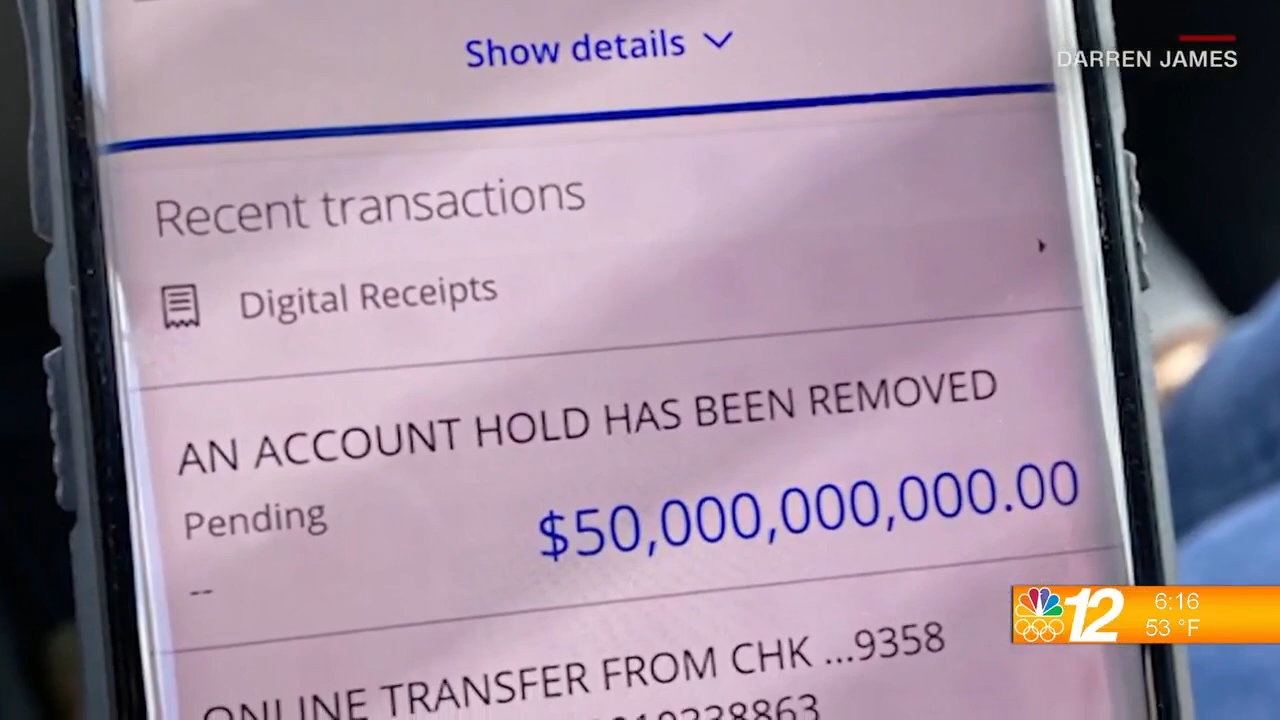 Show details
DARREN JAMES
Recent transactions
Digital Receipts
AN ACCOUNT HOLD HAS BEEN REMOVED
Pending
$50,000,000,000.00
--
ONLINE TRANSFER FROM CHK ...9358
12
6:16
53 °F